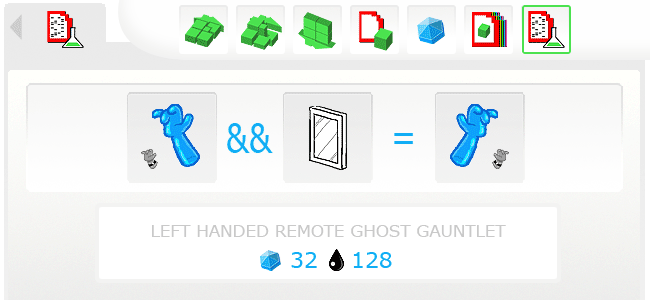 && =
LEFT HANDED REMOTE GHOST GAUNTLET
32 128